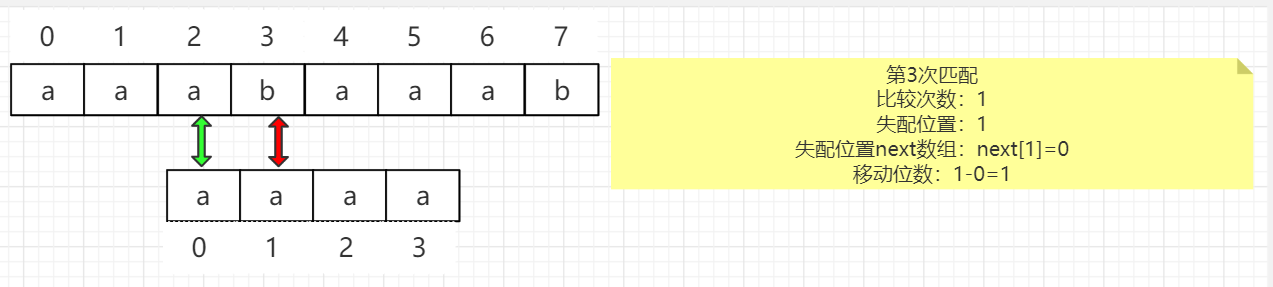 0 1 2 3 4 5 6 7
a a a b a a a b
a a a a
0 1 2 3
第3次匹配
比较次数：1
失配位置：1
失配位置next数组：next[1]=0
移动位数：1-0=1